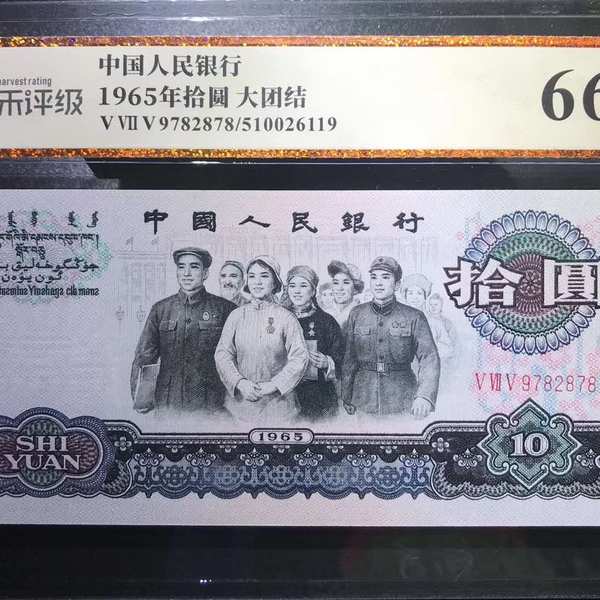 harvest rating
禾评级
中国人民银行
1965年拾圆 大团结
V VII V 9782878/510026119
66
中國人民銀行
拾圓
V VII V 9782878
1965
SHI
YUAN
10